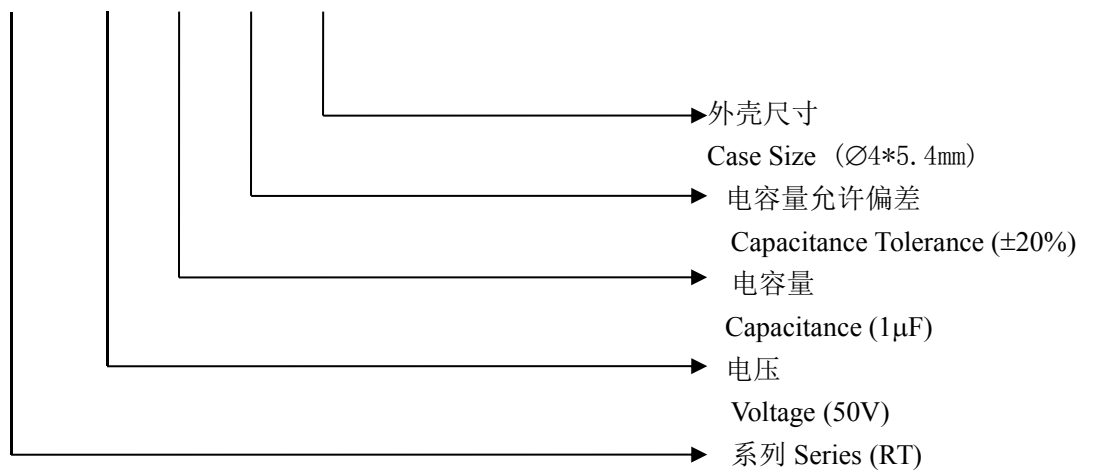 外壳尺寸
Case Size（∅4*5.4mm）
电容量允许偏差
Capacitance Tolerance (±20%)
电容量
Capacitance (1μF)
电压
Voltage (50V)
系列 Series (RT)